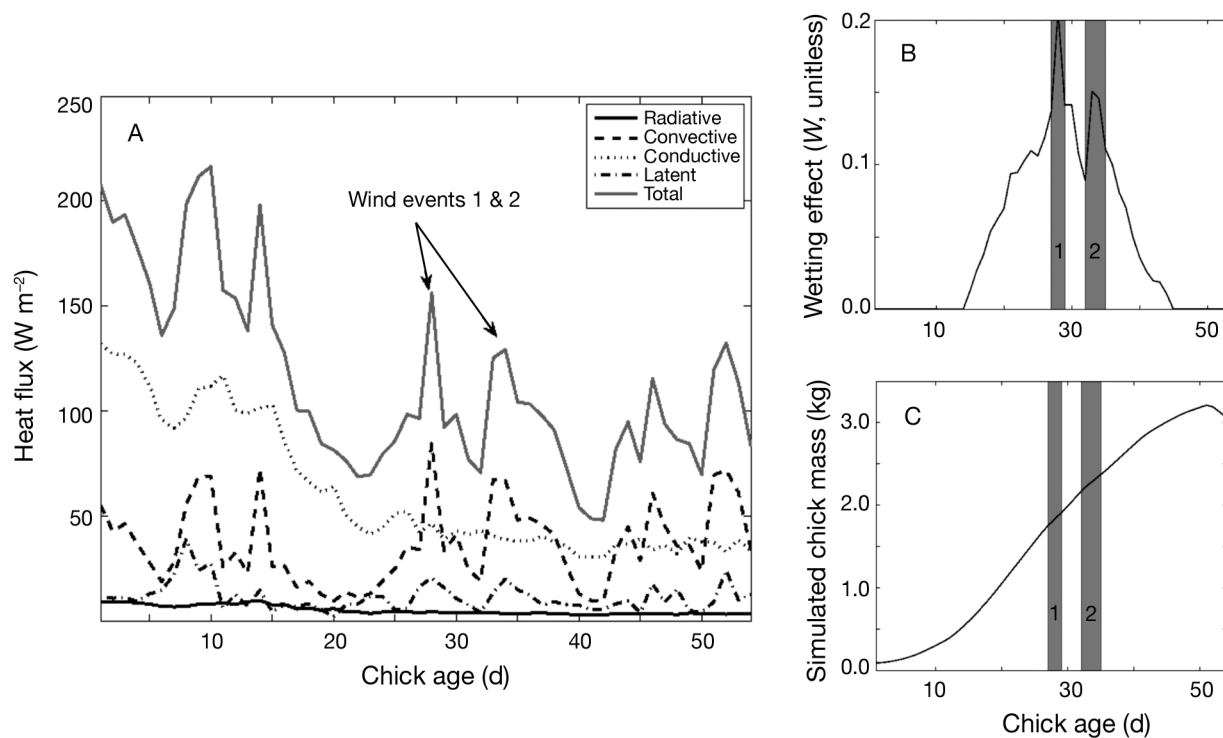 A
250
200
150
100
50
10
20
30
40
50
Heat flux (W m⁻²)
Chick age (d)
Radiative
Convective
Conductive
Latent
Total
Wind events 1 & 2
B
0.2
0.1
0.0
10
30
50
Wetting effect (W, unitless)
1
2
C
3.0
2.0
1.0
0.0
10
30
50
Simulated chick mass (kg)
1
2
Chick age (d)